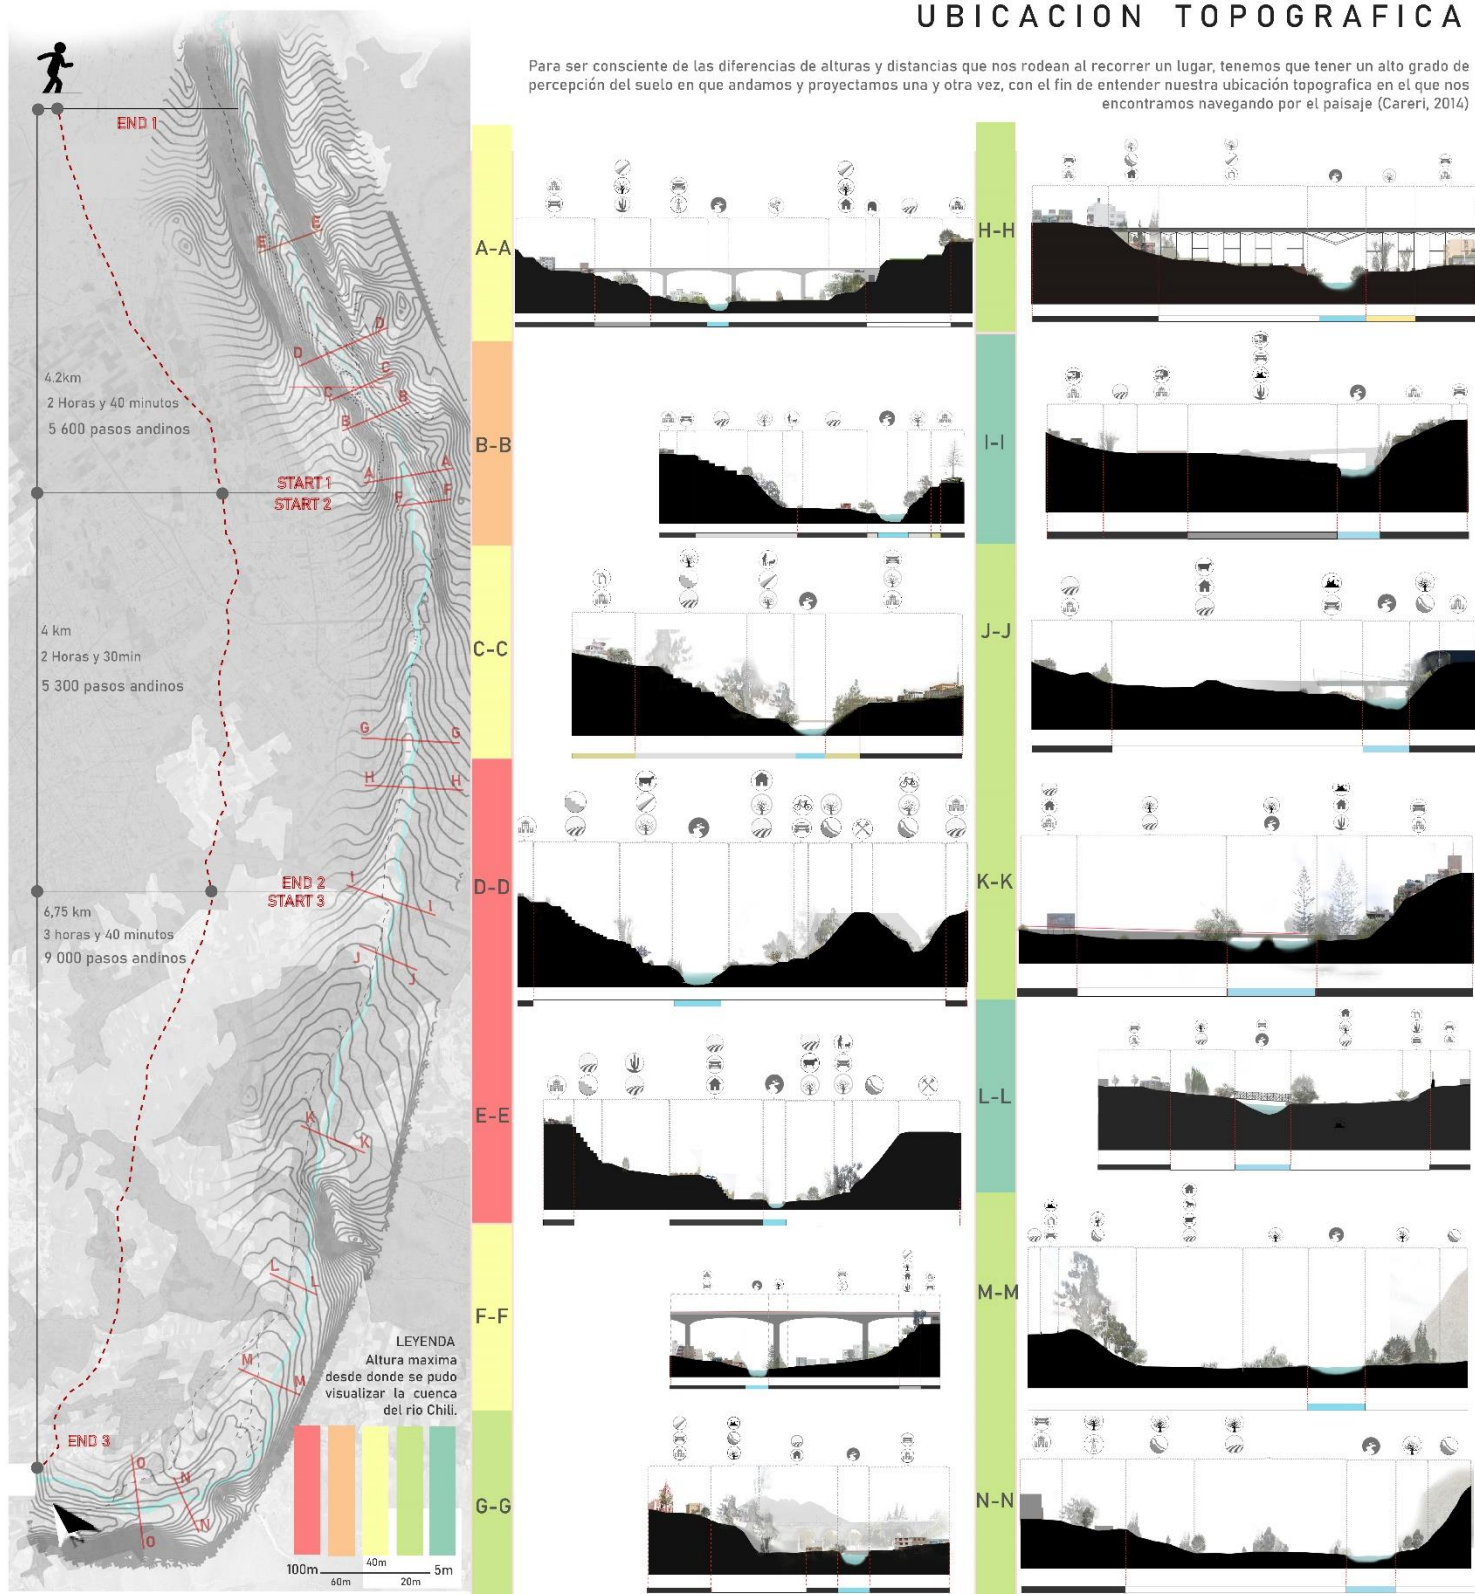 UBICACION TOPOGRAFICA
Para ser consciente de las diferencias de alturas y distancias que nos rodean al recorrer un lugar, tenemos que tener un alto grado de
percepción del suelo en que andamos y proyectamos una y otra vez, con el fin de entender nuestra ubicación topografica en el que nos
encontramos navegando por el paisaje (Careri, 2014)
END 1
E
E
D
D
C
C
B
B
4.2km
2 Horas y 40 minutos
5 600 pasos andinos
A
A
START 1
START 2
F
F
4 km
2 Horas y 30min
5 300 pasos andinos
G
G
H
H
END 2
START 3
I
I
6,75 km
3 horas y 40 minutos
9 000 pasos andinos
J
J
K
K
L
L
M
M
END 3
O
O
N
N
LEYENDA
Altura maxima
desde donde se pudo
visualizar la cuenca
del rio Chili.
100m
60m
40m
20m
5m
A-A
B-B
C-C
D-D
E-E
F-F
G-G
H-H
I-I
J-J
K-K
L-L
M-M
N-N